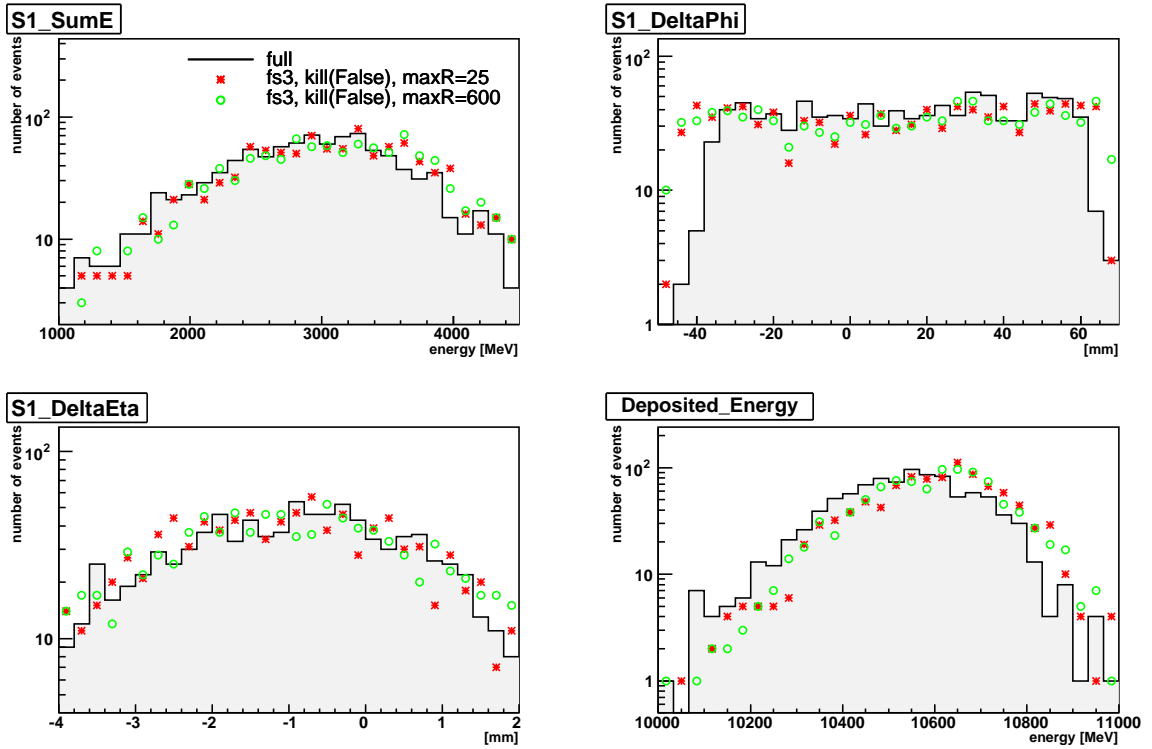 S1_SumE
number of events
full
fs3, kill(False), maxR=25
fs3, kill(False), maxR=600
10²
10
1000 2000 3000 4000
energy [MeV]
S1_DeltaPhi
number of events
10²
10
1
-40 -20 0 20 40 60
[mm]
S1_DeltaEta
number of events
10²
10
-4 -3 -2 -1 0 1 2
[mm]
Deposited_Energy
number of events
10²
10
1
10000 10200 10400 10600 10800 11000
energy [MeV]